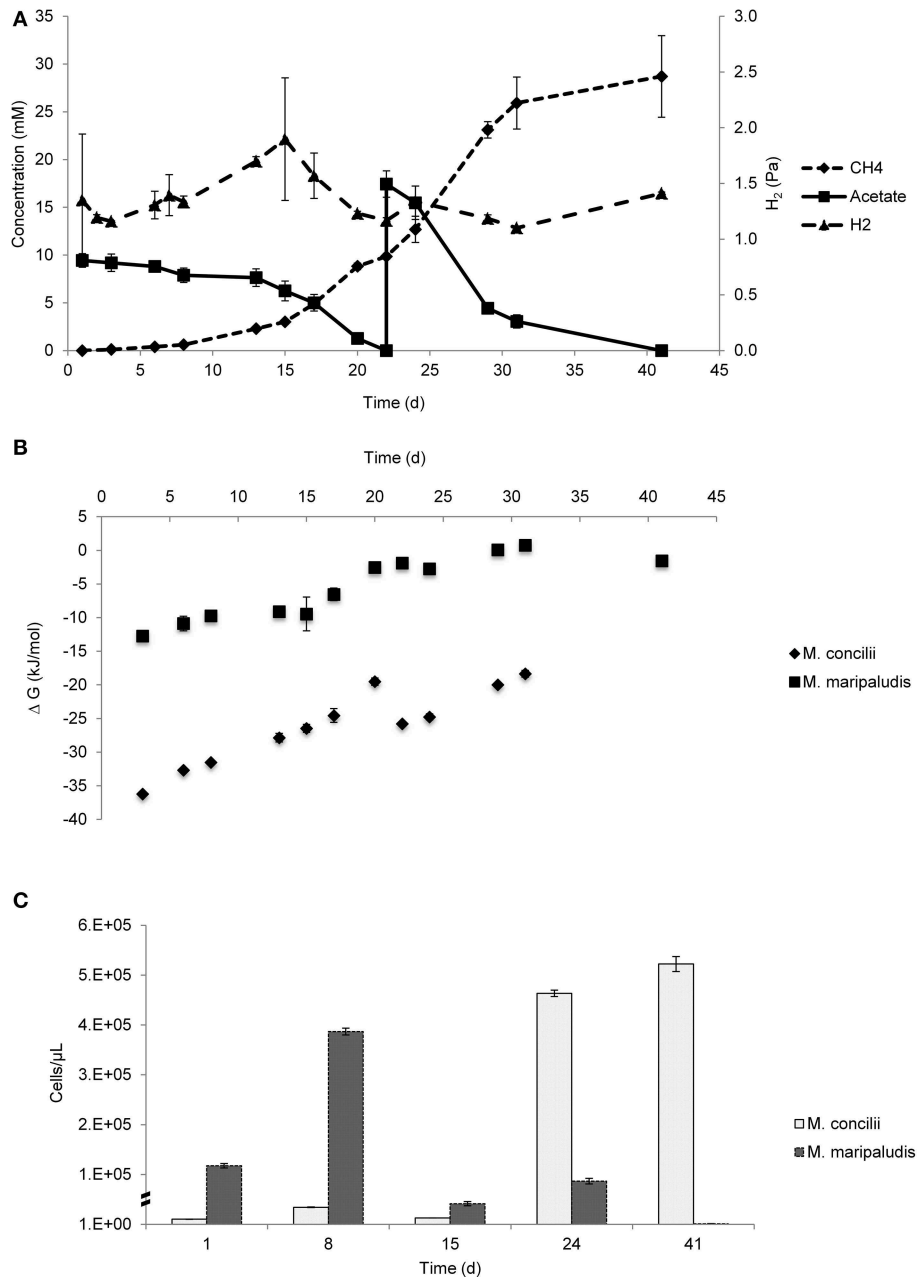 A
35
30
25
20
15
10
5
0
Concentration (mM)
3.0
2.5
2.0
1.5
1.0
0.5
0.0
H2 (Pa)
0 5 10 15 20 25 30 35 40 45
Time (d)
CH4
Acetate
H2
B
Time (d)
0 5 10 15 20 25 30 35 40 45
5
0
-5
-10
-15
-20
-25
-30
-35
-40
Δ G (kJ/mol)
M. concilii
M. maripaludis
C
6.E+05
5.E+05
4.E+05
3.E+05
2.E+05
1.E+05
1.E+00
Cells/µL
1 8 15 24 41
Time (d)
M. concilii
M. maripaludis